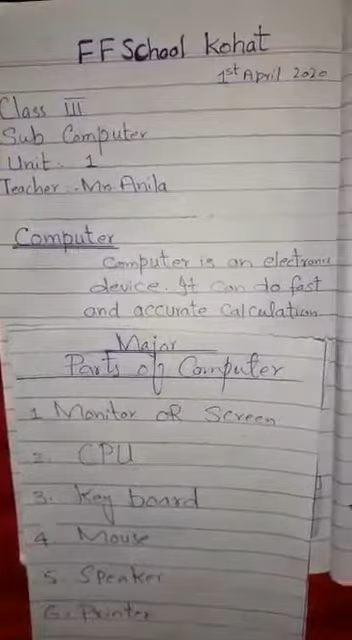 FF School Kohat
1st April 2020
Class III
Sub Computer
Unit. 1
Teacher - Mn Anila
Computer
Computer is an electronic
device. It can do fast
and accurate Calculation
Major
Parts of Computer
1 Monitor OR Screen
2. CPU
3. Key board
4. Mouse
5. Speaker
6. Printer